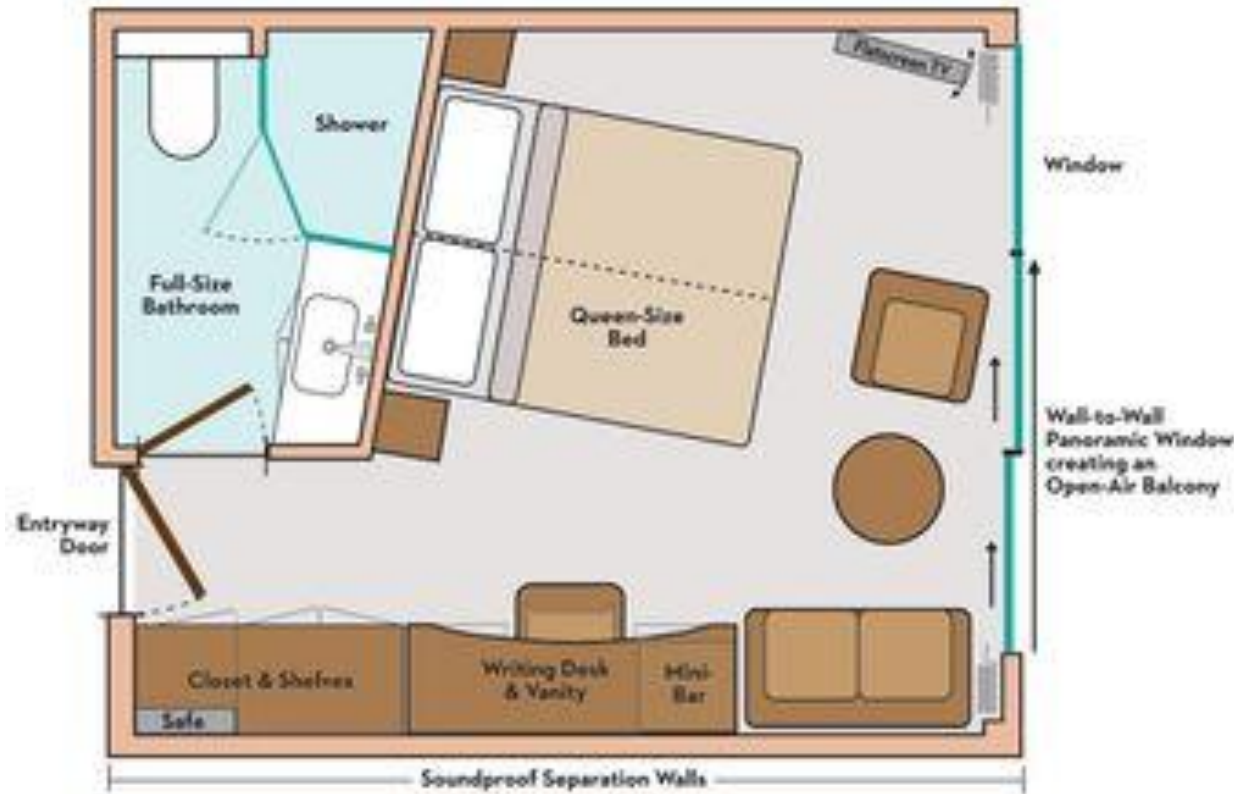 Flatscreen TV
Shower
Window
Full-Size
Bathroom
Queen-Size
Bed
Wall-to-Wall
Panoramic Window
creating an
Open-Air Balcony
Entryway
Door
Closet & Shelves
Writing Desk
& Vanity
Mini-
Bar
Safe
Soundproof Separation Walls